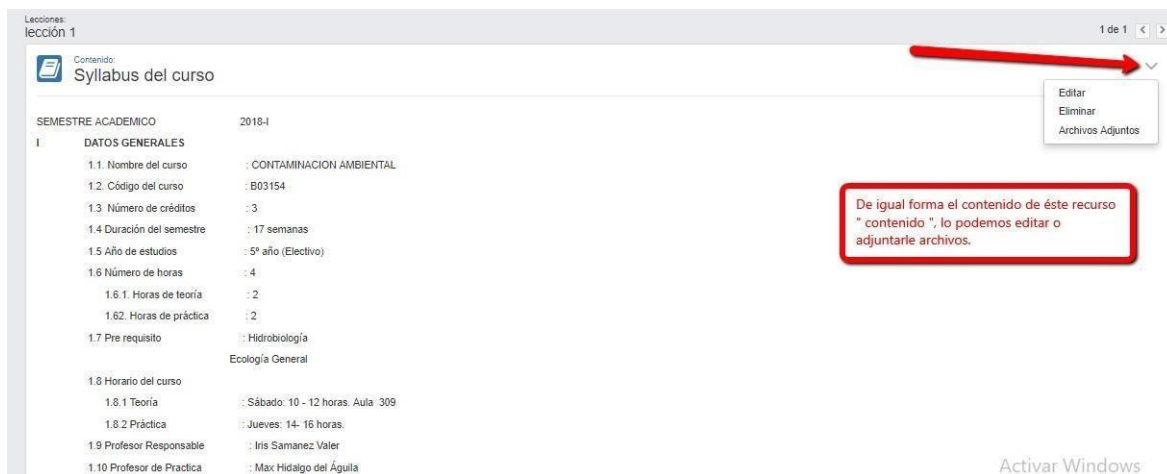 Lecciones:
lección 1
1 de 1
Contenido:
Syllabus del curso
Editar
Eliminar
Archivos Adjuntos
SEMESTRE ACADEMICO 2018-I
I DATOS GENERALES
1.1. Nombre del curso : CONTAMINACION AMBIENTAL
1.2. Código del curso : B03154
1.3 Número de créditos : 3
1.4 Duración del semestre : 17 semanas
1.5 Año de estudios : 5º año (Electivo)
1.6 Número de horas : 4
1.6.1. Horas de teoría : 2
1.62. Horas de práctica : 2
1.7 Pre requisito : Hidrobiología
Ecología General
1.8 Horario del curso
1.8.1 Teoría : Sábado: 10 - 12 horas. Aula 309
1.8.2 Práctica : Jueves: 14- 16 horas.
1.9 Profesor Responsable : Iris Samanez Valer
1.10 Profesor de Practica : Max Hidalgo del Águila
De igual forma el contenido de éste recurso
" contenido ", lo podemos editar o
adjuntarle archivos.
Activar Windows